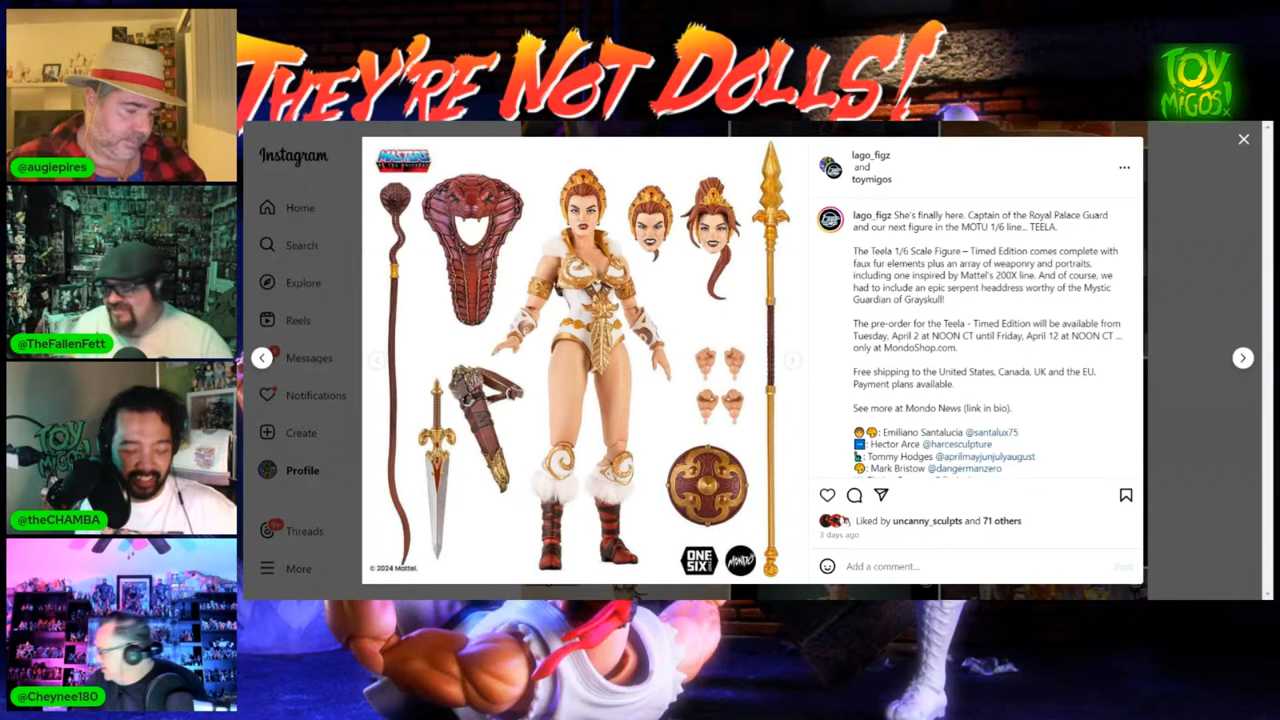 THEY'RE NOT DOLLS!
TOY
MIGOS!
@augiepires
@TheFallenFett
TOY
MIGOS!
@theCHAMBA
@Cheynee180
Instagram
Home
Search
Explore
Reels
Messages
Notifications
Create
Profile
Threads
More
MASTERS
© 2024 Mattel.
ONE
SIX
MONDO
lago_figz
and
toymigos
lago_figz She's finally here. Captain of the Royal Palace Guard
and our next figure in the MOTU 1/6 line... TEELA.
The Teela 1/6 Scale Figure – Timed Edition comes complete with
faux fur elements plus an array of weaponry and portraits,
including one inspired by Mattel's 200X line. And of course, we
had to include an epic serpent headdress worthy of the Mystic
Guardian of Grayskull!
The pre-order for the Teela - Timed Edition will be available from
Tuesday, April 2 at NOON CT until Friday, April 12 at NOON CT ...
only at MondoShop.com.
Free shipping to the United States, Canada, UK and the EU.
Payment plans available.
See more at Mondo News (link in bio).
: Emiliano Santalucia @santalux75
: Hector Arce @harcesculpture
: Tommy Hodges @aprilmayjunjulyaugust
: Mark Bristow @dangermanzero
Liked by uncanny_sculpts and 71 others
3 days ago
Add a comment...
Post